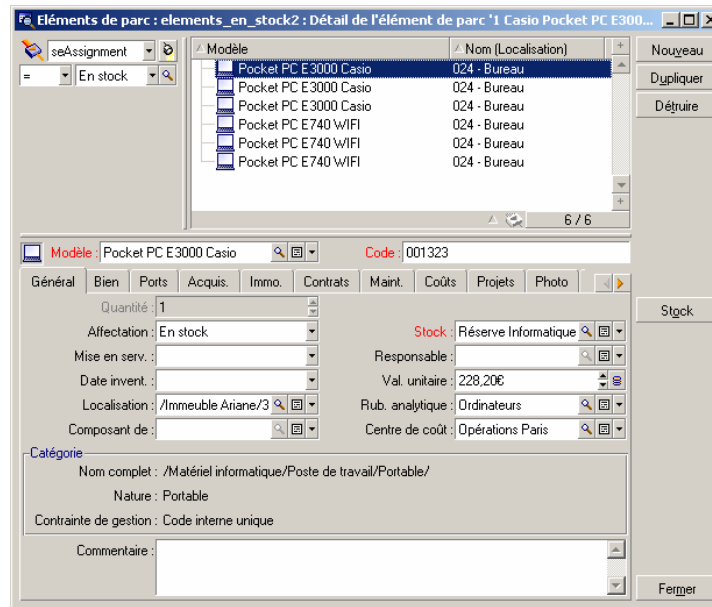 Eléments de parc : elements_en_stock2 : Détail de l'élément de parc '1 Casio Pocket PC E300...
seAssignment
= En stock
Modèle Nom (Localisation)
Pocket PC E3000 Casio 024 - Bureau
Pocket PC E3000 Casio 024 - Bureau
Pocket PC E3000 Casio 024 - Bureau
Pocket PC E740 WIFI 024 - Bureau
Pocket PC E740 WIFI 024 - Bureau
Pocket PC E740 WIFI 024 - Bureau
6 / 6
Nouveau
Dupliquer
Détruire
Modèle : Pocket PC E3000 Casio Code : 001323
Général Bien Ports Acquis. Immo. Contrats Maint. Coûts Projets Photo
Quantité : 1
Affectation : En stock Stock : Réserve Informatique
Mise en serv. : Responsable :
Date invent. : Val. unitaire : 228,20€
Localisation : /Immeuble Ariane/3 Rub. analytique : Ordinateurs
Composant de : Centre de coût : Opérations Paris
Stock
Catégorie
Nom complet : /Matériel informatique/Poste de travail/Portable/
Nature : Portable
Contrainte de gestion : Code interne unique
Commentaire :
Fermer